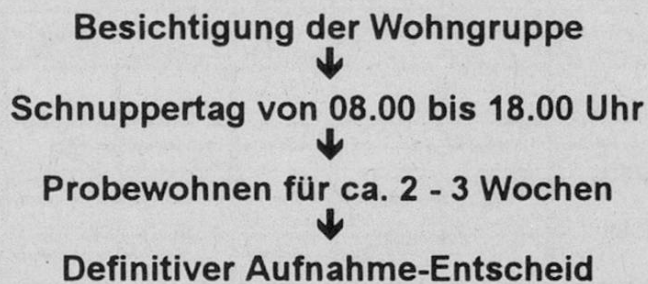 Besichtigung der Wohngruppe
Schnuppertag von 08.00 bis 18.00 Uhr
Probewohnen für ca. 2 - 3 Wochen
Definitiver Aufnahme-Entscheid